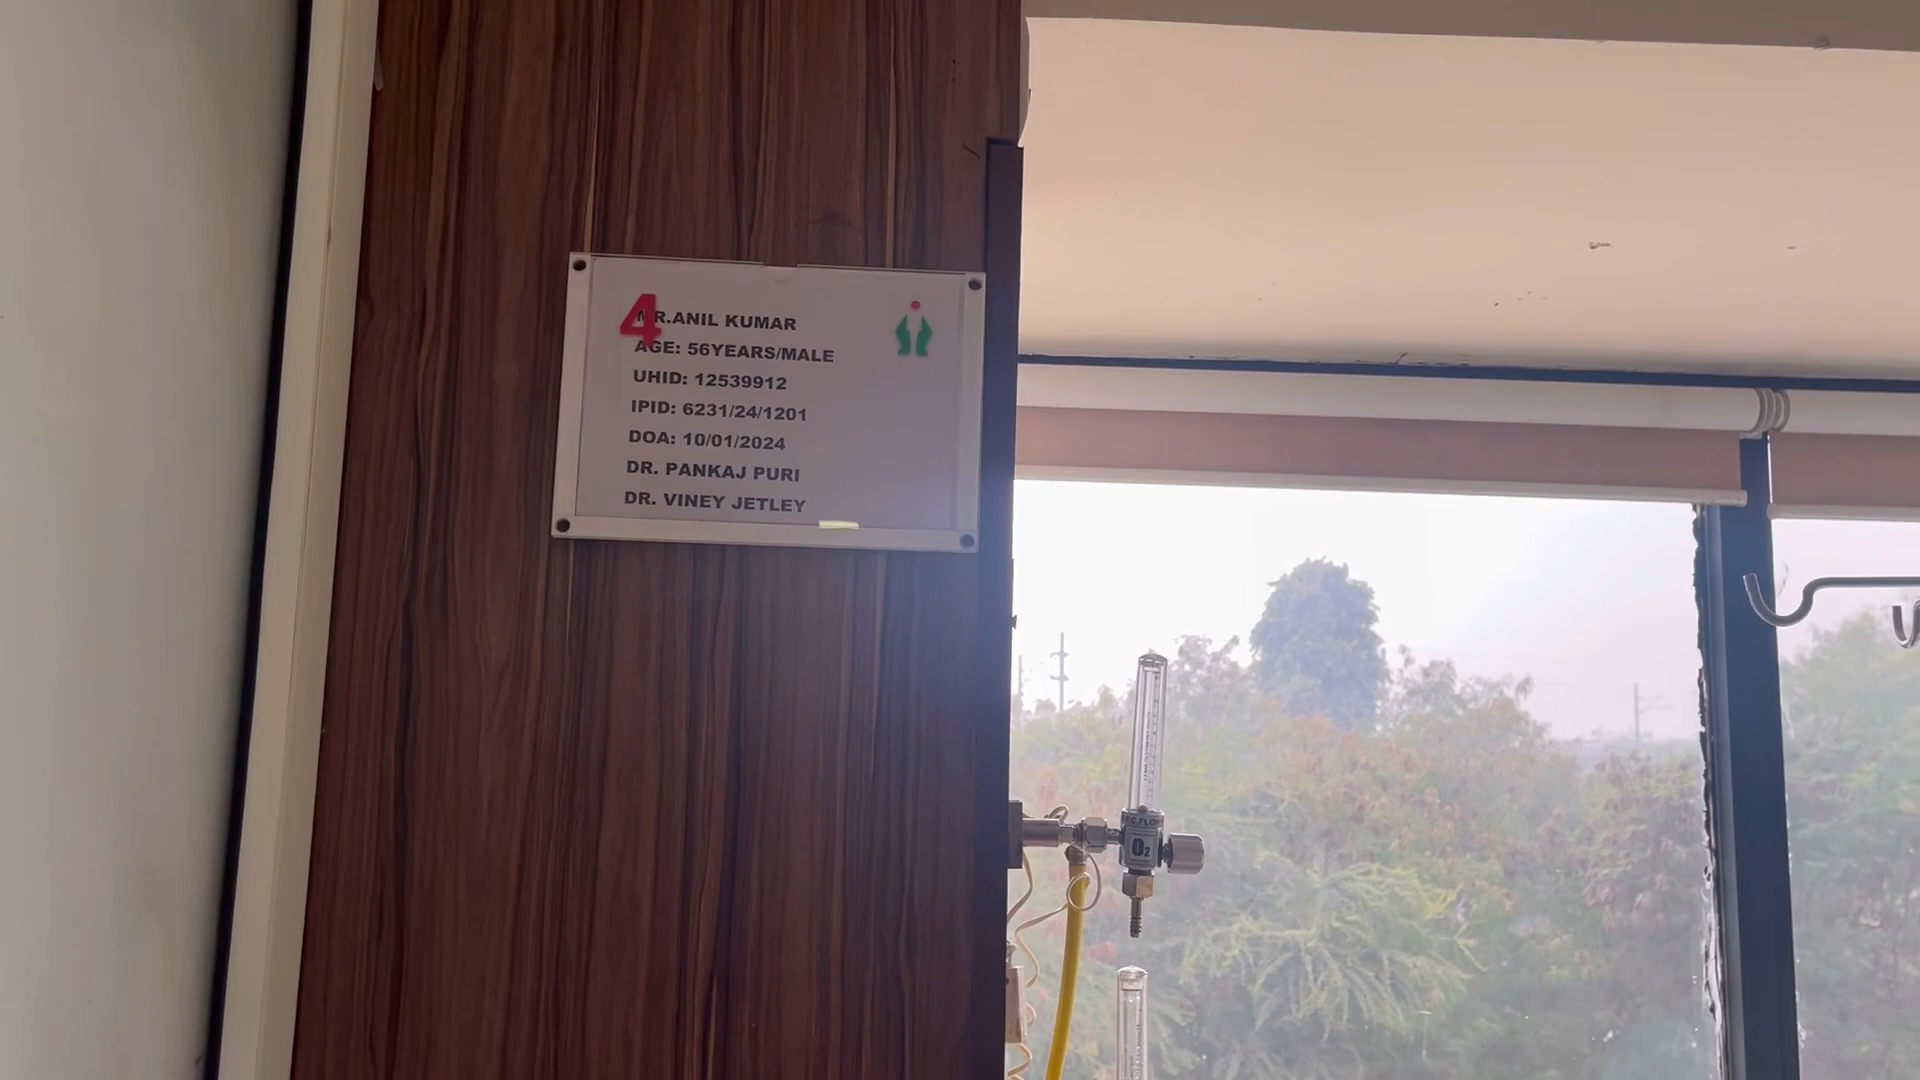 4
MR.ANIL KUMAR
AGE: 56YEARS/MALE
UHID: 12539912
IPID: 6231/24/1201
DOA: 10/01/2024
DR. PANKAJ PURI
DR. VINEY JETLEY
O2